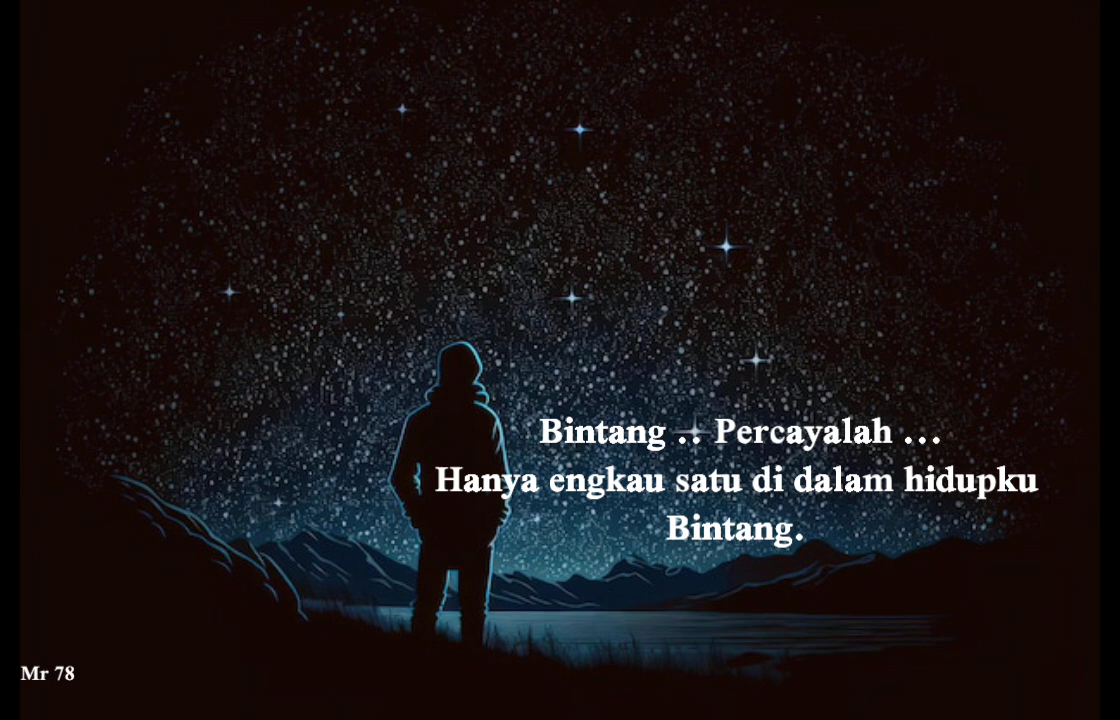 Bintang .. Percayalah ...
Hanya engkau satu di dalam hidupku
Bintang.
Mr 78